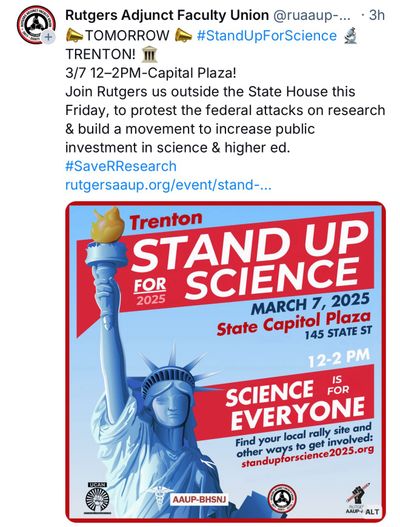 Rutgers Adjunct Faculty Union @ruaaup-... · 3h
📣TOMORROW 📣 #StandUpForScience 🔬
TRENTON! 🏛️
3/7 12–2PM-Capital Plaza!
Join Rutgers us outside the State House this
Friday, to protest the federal attacks on research
& build a movement to increase public
investment in science & higher ed.
#SaveRResearch
rutgersaaup.org/event/stand-...
Trenton
STAND UP
FOR SCIENCE
2025
MARCH 7, 2025
State Capitol Plaza
145 STATE ST
12-2 PM
SCIENCE IS FOR
EVERYONE
Find your local rally site and
other ways to get involved:
standupforscience2025.org
UCAN
AAUP-BHSNJ
ALT